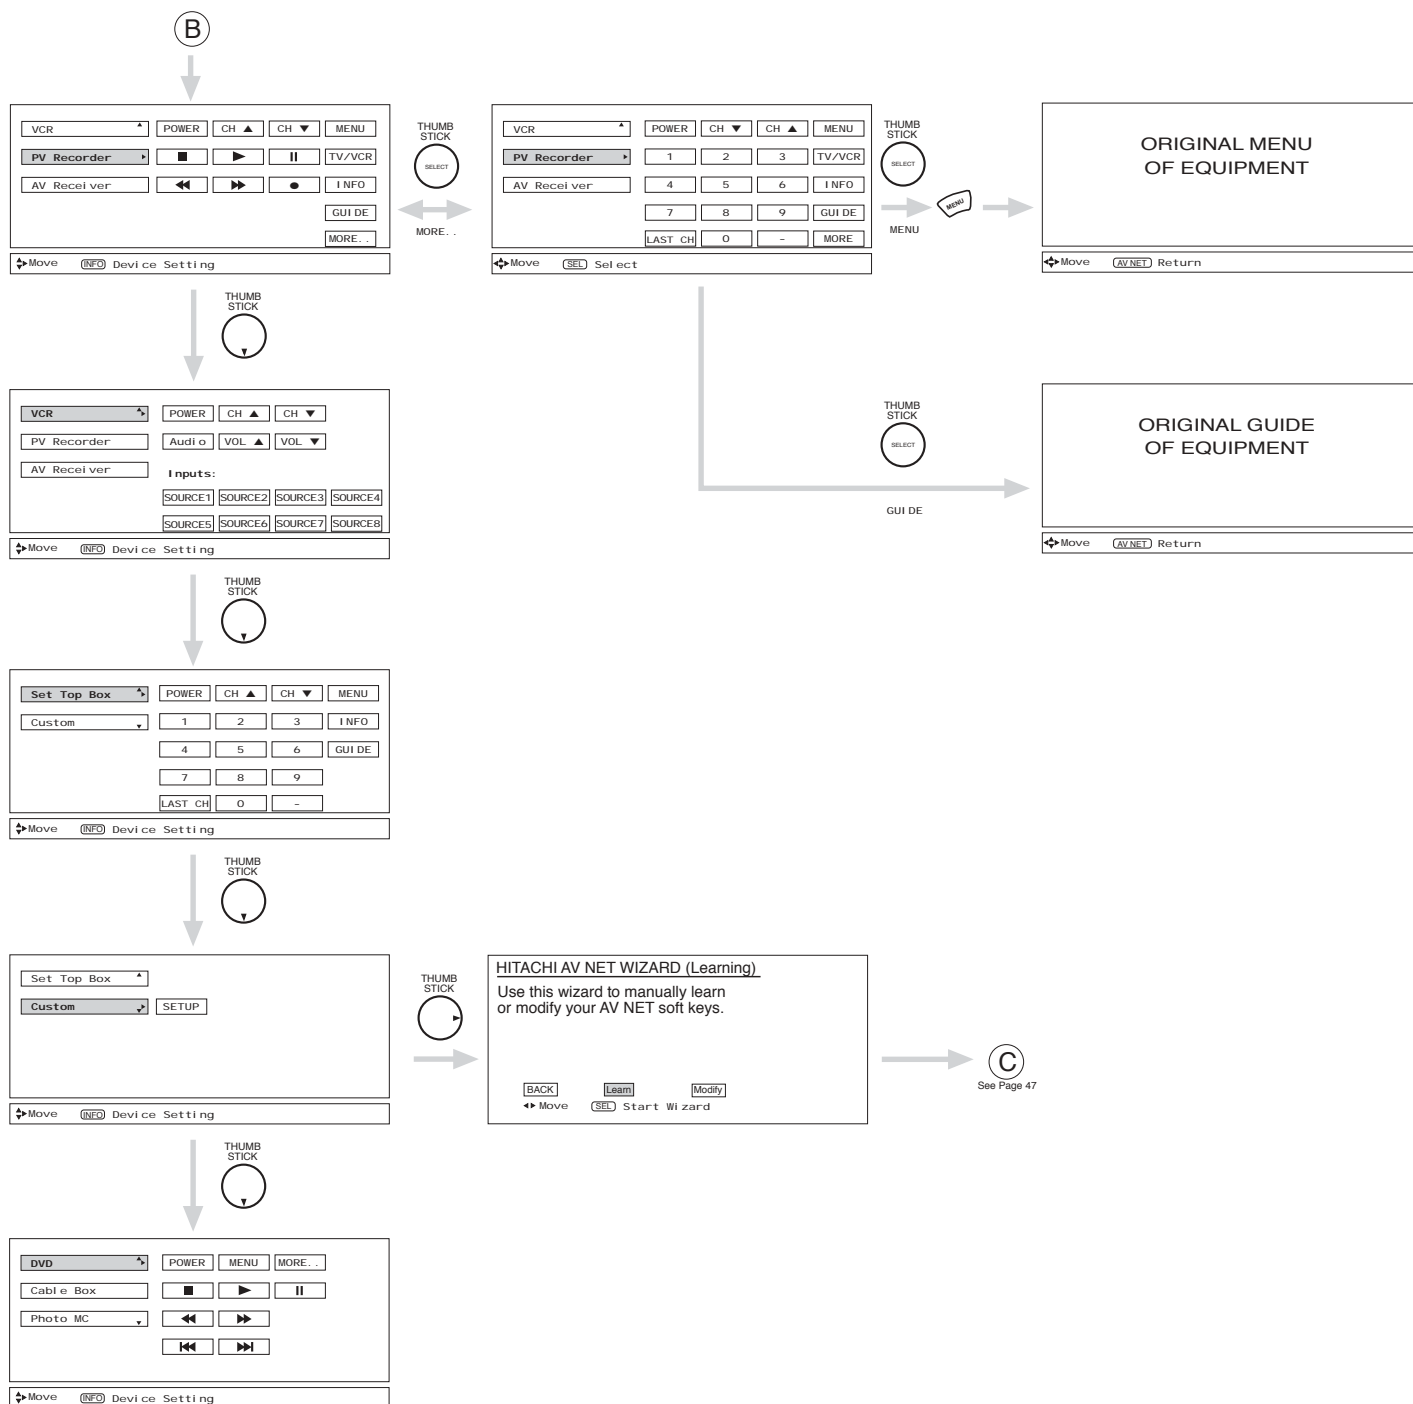 B
VCR POWER CH ▲ CH ▼ MENU
PV Recorder ■ ▶ II TV/VCR
AV Receiver ◀◀ ▶▶ ● INFO
GUIDE
MORE..
Move INFO Device Setting
THUMB
STICK
SELECT
MORE..
VCR POWER CH ▼ CH ▲ MENU
PV Recorder 1 2 3 TV/VCR
AV Receiver 4 5 6 INFO
7 8 9 GUIDE
LAST CH 0 - MORE
Move SEL Select
THUMB
STICK
SELECT
MENU
MENU
ORIGINAL MENU
OF EQUIPMENT
Move AV NET Return
THUMB
STICK
VCR POWER CH ▲ CH ▼
PV Recorder Audio VOL ▲ VOL ▼
AV Receiver Inputs:
SOURCE1 SOURCE2 SOURCE3 SOURCE4
SOURCE5 SOURCE6 SOURCE7 SOURCE8
Move INFO Device Setting
THUMB
STICK
SELECT
GUIDE
ORIGINAL GUIDE
OF EQUIPMENT
Move AV NET Return
THUMB
STICK
Set Top Box POWER CH ▲ CH ▼ MENU
Custom 1 2 3 INFO
4 5 6 GUIDE
7 8 9
LAST CH 0 -
Move INFO Device Setting
THUMB
STICK
Set Top Box
Custom SETUP
Move INFO Device Setting
THUMB
STICK
HITACHI AV NET WIZARD (Learning)
Use this wizard to manually learn
or modify your AV NET soft keys.
BACK Learn Modify
Move SEL Start Wizard
C
See Page 47
THUMB
STICK
DVD POWER MENU MORE..
Cable Box ■ ▶ II
Photo MC ◀◀ ▶▶
I◀◀ ▶▶I
Move INFO Device Setting